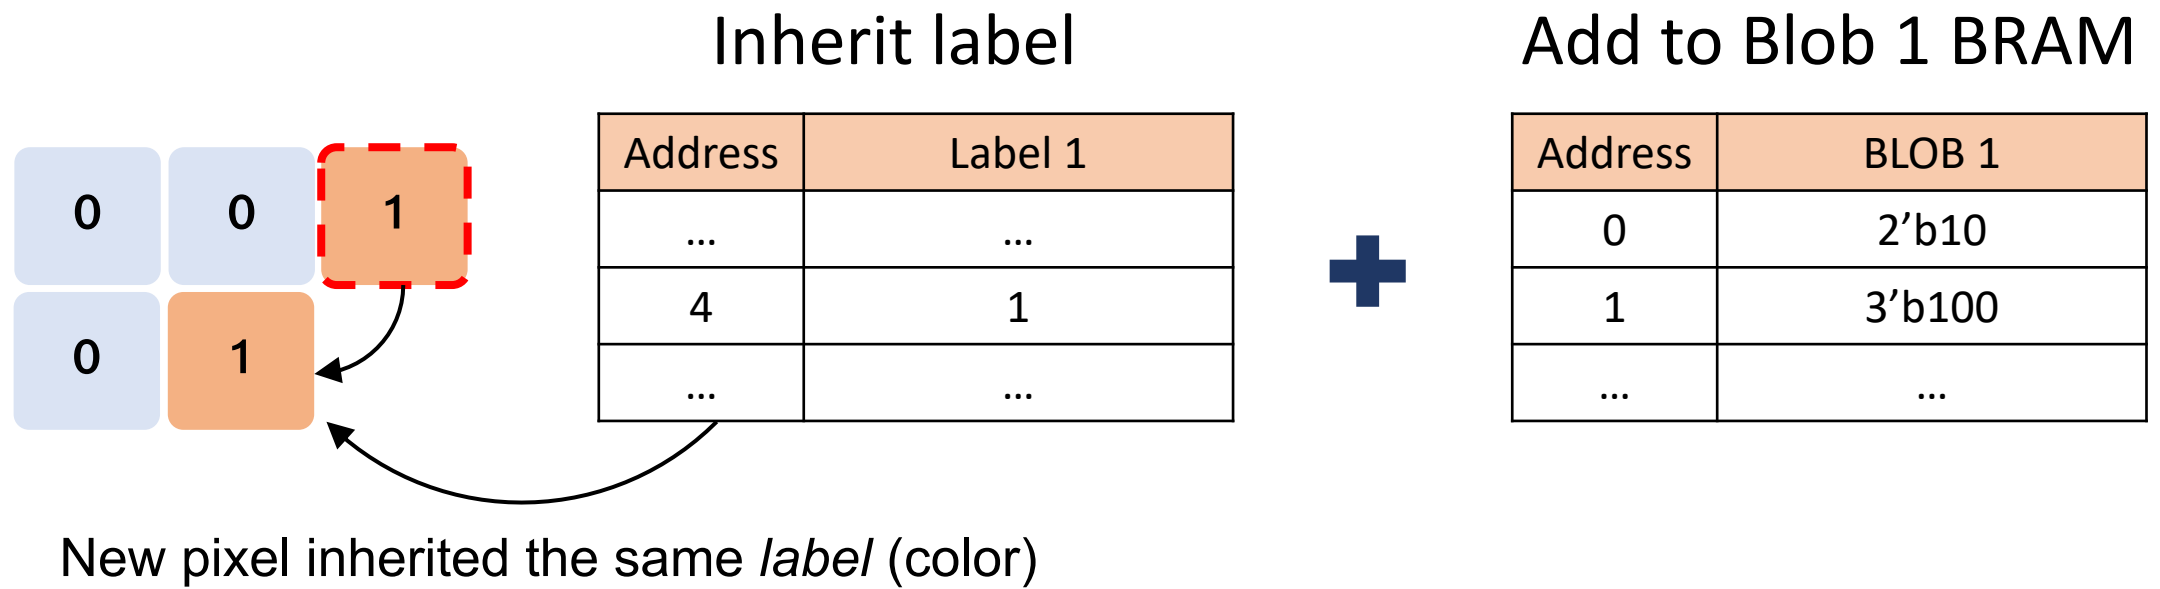 Inherit label
Add to Blob 1 BRAM
0 0 1
0 1
Address Label 1
... ...
4 1
... ...
Address BLOB 1
0 2’b10
1 3’b100
... ...
New pixel inherited the same label (color)